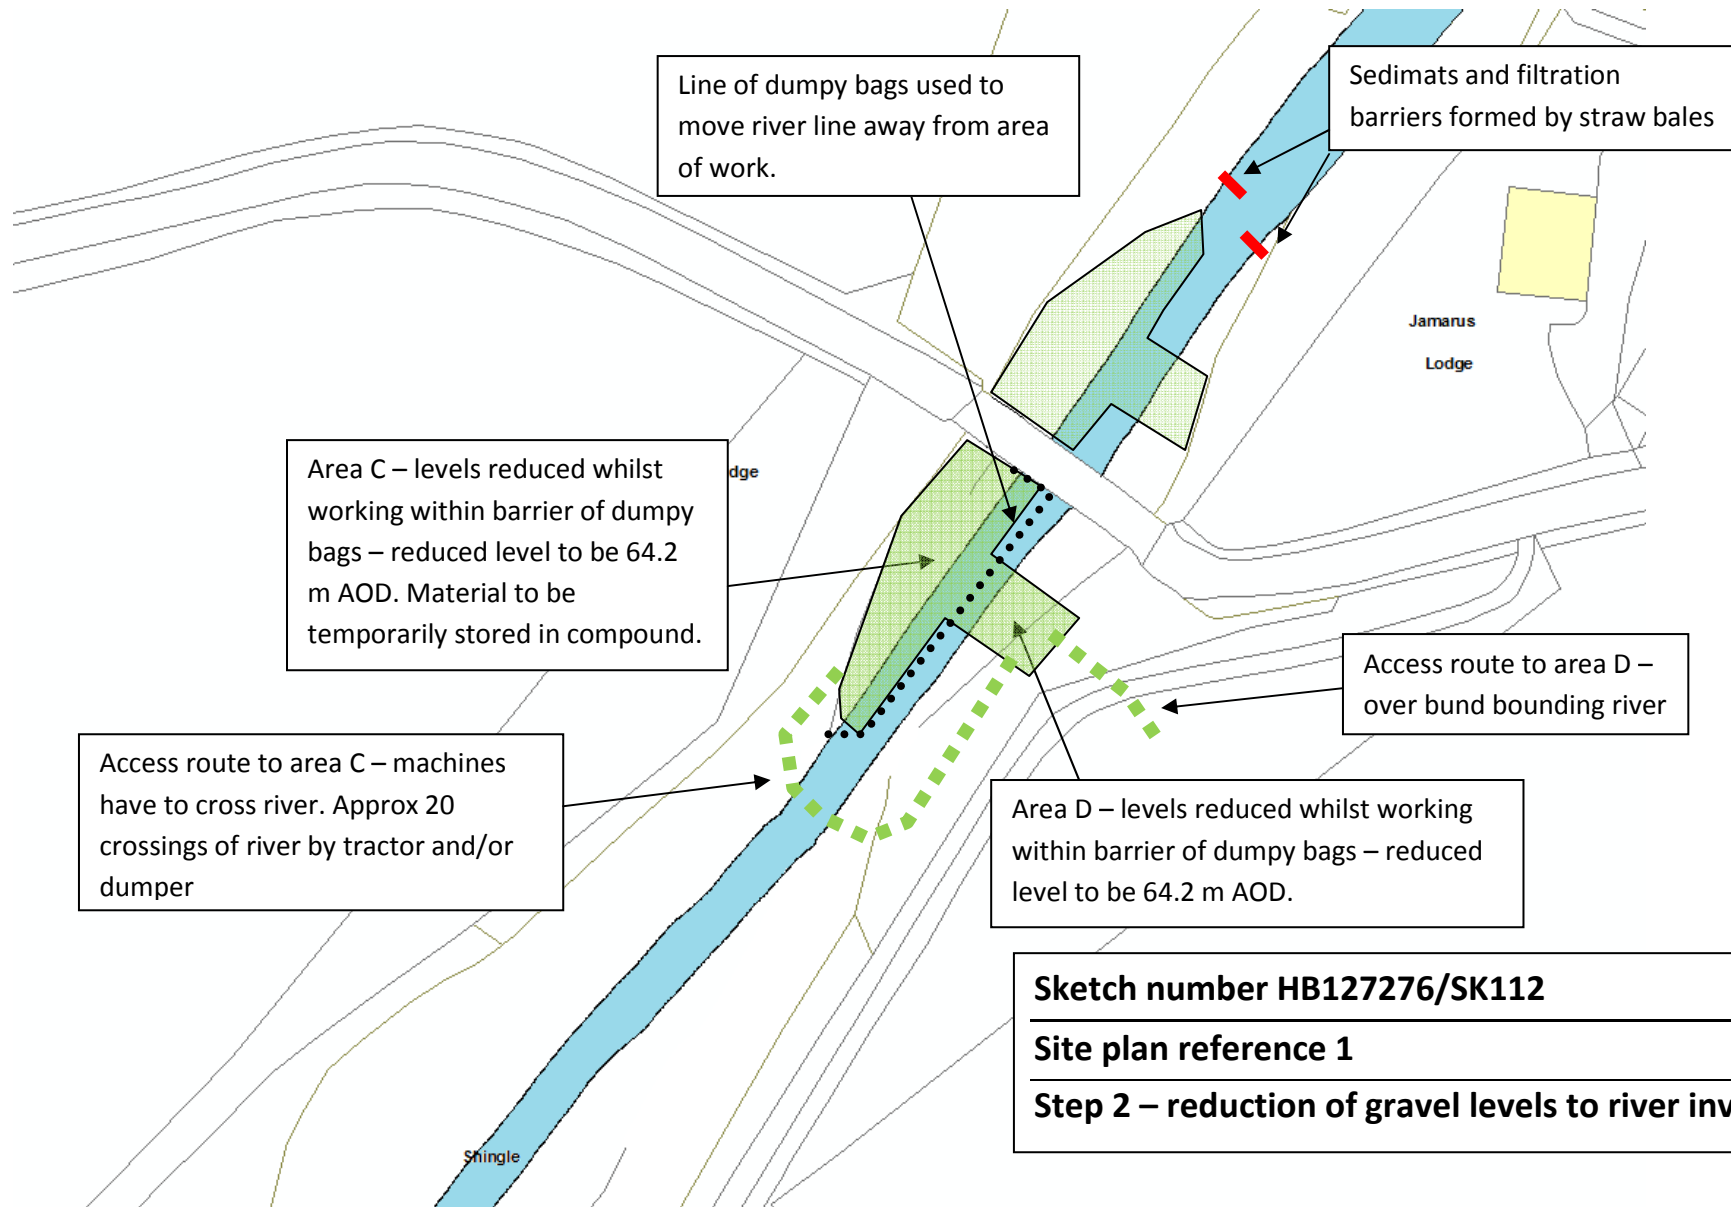 Line of dumpy bags used to
move river line away from area
of work.
Sedimats and filtration
barriers formed by straw bales
Jamarus
Lodge
Area C – levels reduced whilst
working within barrier of dumpy
bags – reduced level to be 64.2
m AOD. Material to be
temporarily stored in compound.
dge
Access route to area D –
over bund bounding river
Access route to area C – machines
have to cross river. Approx 20
crossings of river by tractor and/or
dumper
Area D – levels reduced whilst working
within barrier of dumpy bags – reduced
level to be 64.2 m AOD.
Sketch number HB127276/SK112
Site plan reference 1
Step 2 – reduction of gravel levels to river inv
Shingle